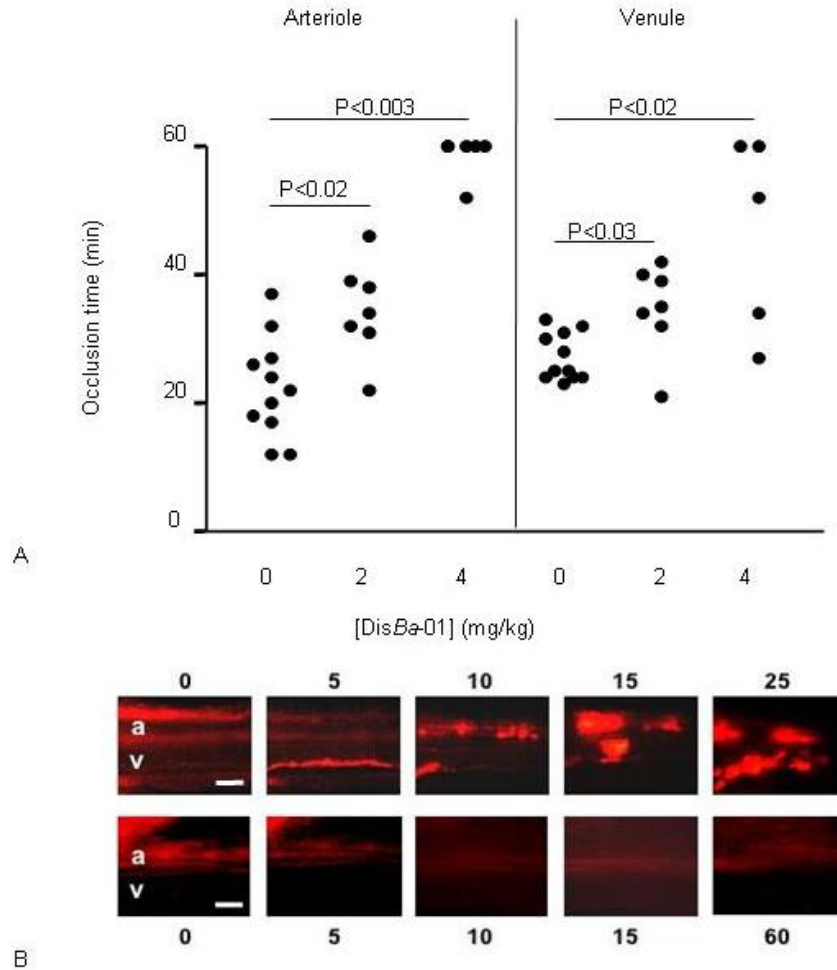 Arteriole Venule
P<0.003 P<0.02
60
P<0.02
P<0.03
40
Occlusion time (min)
20
0
A
0 2 4 0 2 4
[DisBa-01] (mg/kg)
0 5 10 15 25
a
v
a
v
0 5 10 15 60
B